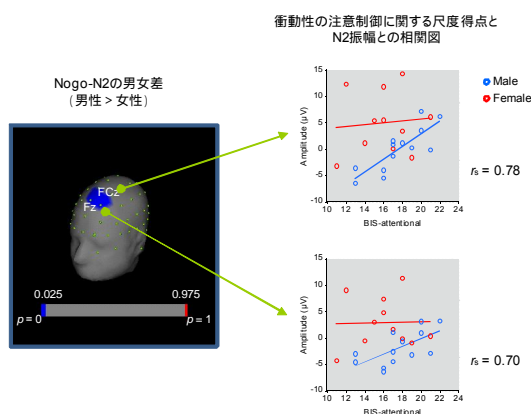 衝動性の注意制御に関する尺度得点と
N2振幅との相関図
Nogo-N2の男女差
(男性 > 女性)
FCz
Fz
0.025 0.975
p = 0 p = 1
Male
Female
15
10
5
0
-5
-10
Amplitude (μV)
10 12 14 16 18 20 22 24
BIS-attentional
rs = 0.78
15
10
5
0
-5
-10
Amplitude (μV)
10 12 14 16 18 20 22 24
BIS-attentional
rs = 0.70